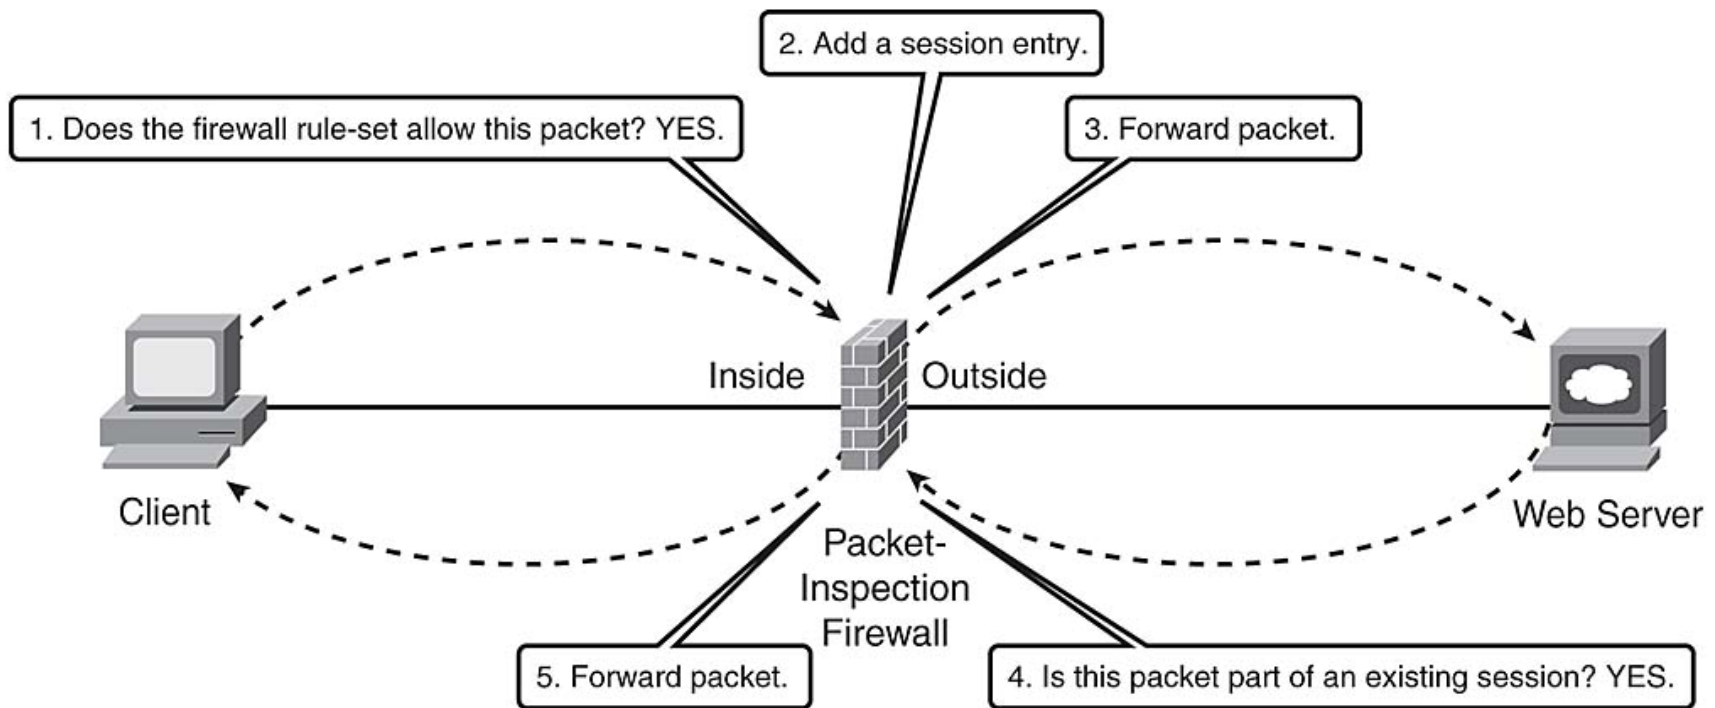 2. Add a session entry.
1. Does the firewall rule-set allow this packet? YES.
3. Forward packet.
Inside
Outside
Client
Web Server
Packet-
Inspection
Firewall
5. Forward packet.
4. Is this packet part of an existing session? YES.